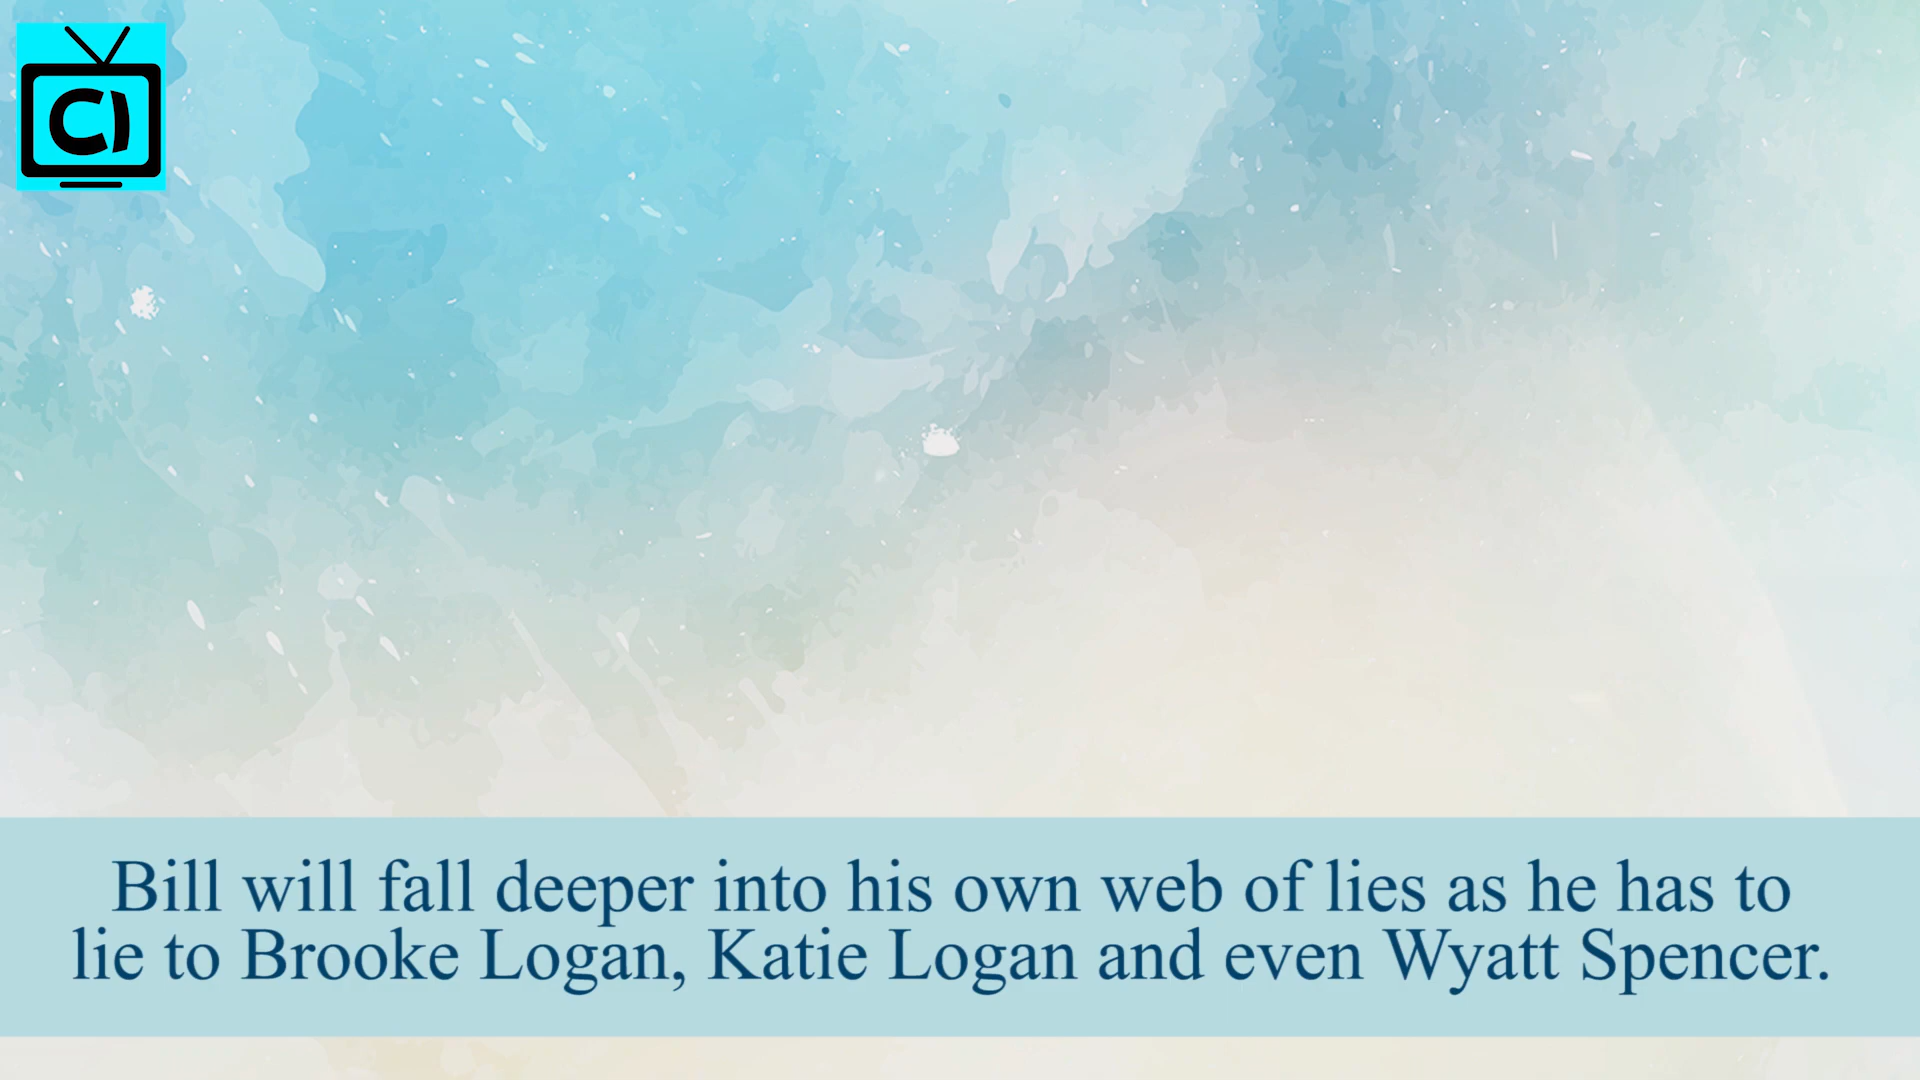 CI
Bill will fall deeper into his own web of lies as he has to
lie to Brooke Logan, Katie Logan and even Wyatt Spencer.